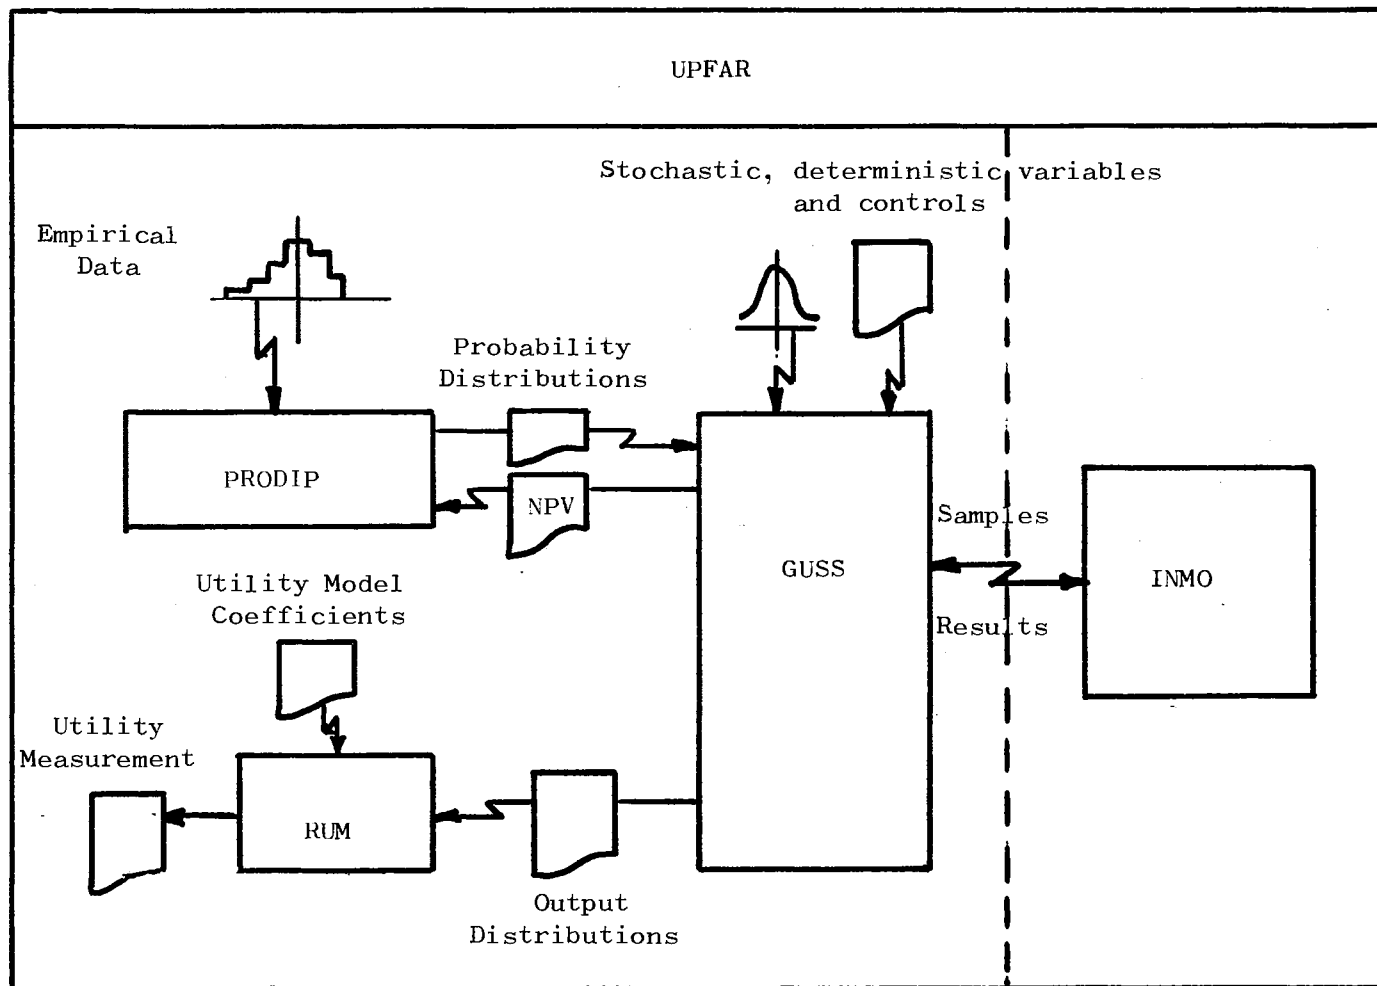 UPFAR
Stochastic, deterministic variables
and controls
Empirical
Data
Probability
Distributions
PRODIP
NPV
GUSS
Samples
INMO
Results
Utility Model
Coefficients
Utility
Measurement
RUM
Output
Distributions